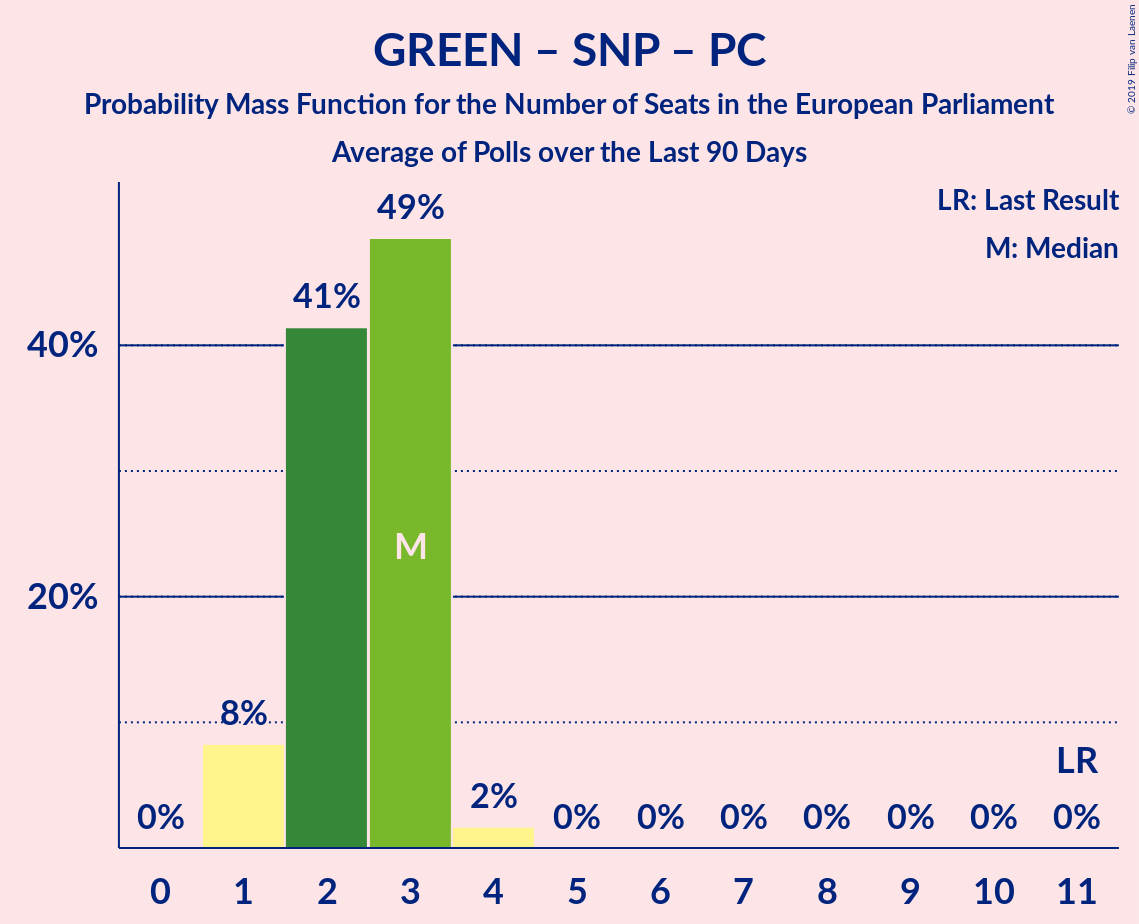 GREEN – SNP – PC
Probability Mass Function for the Number of Seats in the European Parliament
Average of Polls over the Last 90 Days
© 2019 Filip van Laenen
LR: Last Result
M: Median
49%
41%
40%
M
20%
8%
LR
2%
0% 0% 0% 0% 0% 0% 0% 0%
0 1 2 3 4 5 6 7 8 9 10 11